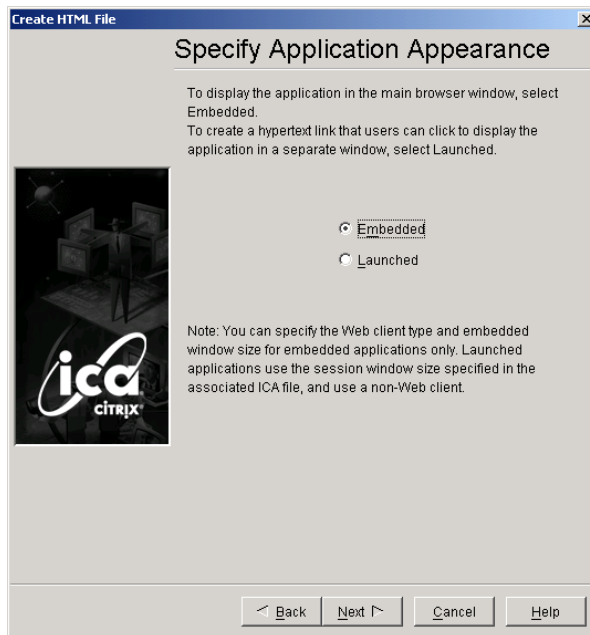 Create HTML File
Specify Application Appearance
To display the application in the main browser window, select
Embedded.
To create a hypertext link that users can click to display the
application in a separate window, select Launched.
Embedded
Launched
Note: You can specify the Web client type and embedded
window size for embedded applications only. Launched
applications use the session window size specified in the
associated ICA file, and use a non-Web client.
ica
CITRIX
Back
Next
Cancel
Help